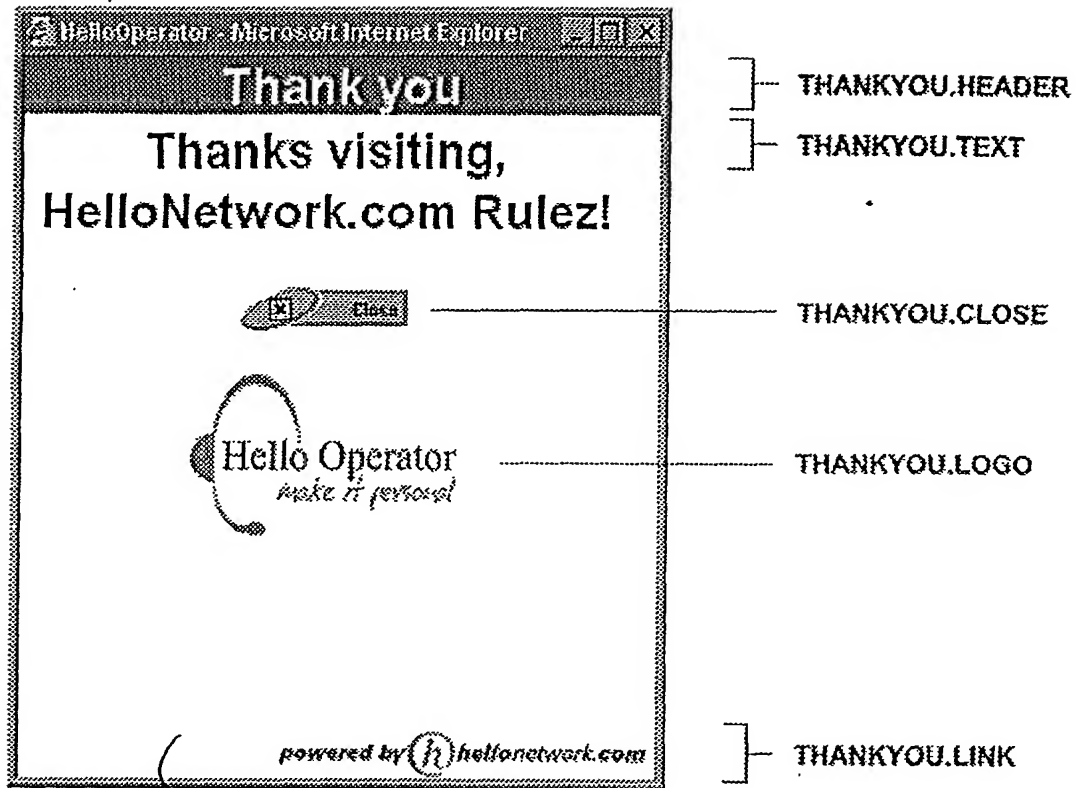 HelloOperator - Microsoft Internet Explorer
Thank you
THANKYOU.HEADER
Thanks visiting,
HelloNetwork.com Rulez!
THANKYOU.TEXT
Close
THANKYOU.CLOSE
Hello Operator
make it personal
THANKYOU.LOGO
powered by h hellonetwork.com
THANKYOU.LINK